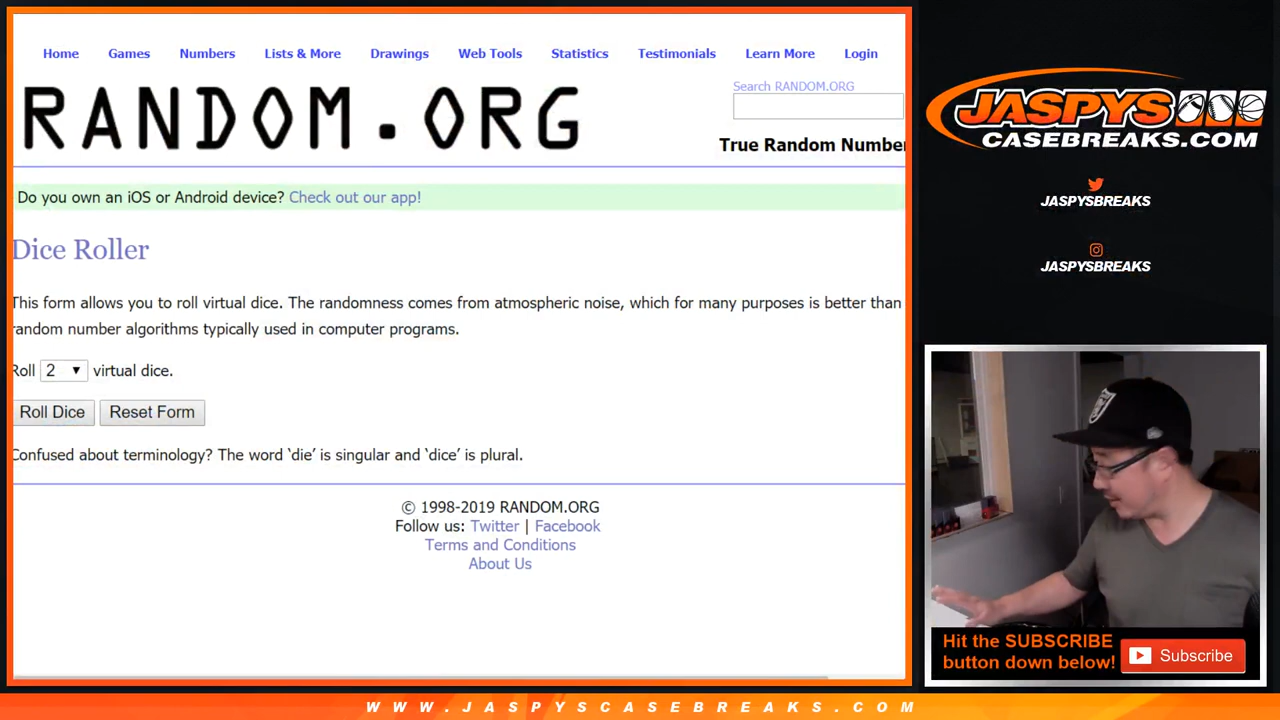 Home Games Numbers Lists & More Drawings Web Tools Statistics Testimonials Learn More Login
RANDOM.ORG
Search RANDOM.ORG
True Random Number
Do you own an iOS or Android device? Check out our app!
Dice Roller
This form allows you to roll virtual dice. The randomness comes from atmospheric noise, which for many purposes is better than
random number algorithms typically used in computer programs.
Roll 2 virtual dice.
Roll Dice Reset Form
Confused about terminology? The word ‘die’ is singular and ‘dice’ is plural.
© 1998-2019 RANDOM.ORG
Follow us: Twitter | Facebook
Terms and Conditions
About Us
JASPYS
CASEBREAKS.COM
JASPYSBREAKS
JASPYSBREAKS
Hit the SUBSCRIBE
button down below!
Subscribe
WWW.JASPYSCASEBREAKS.COM